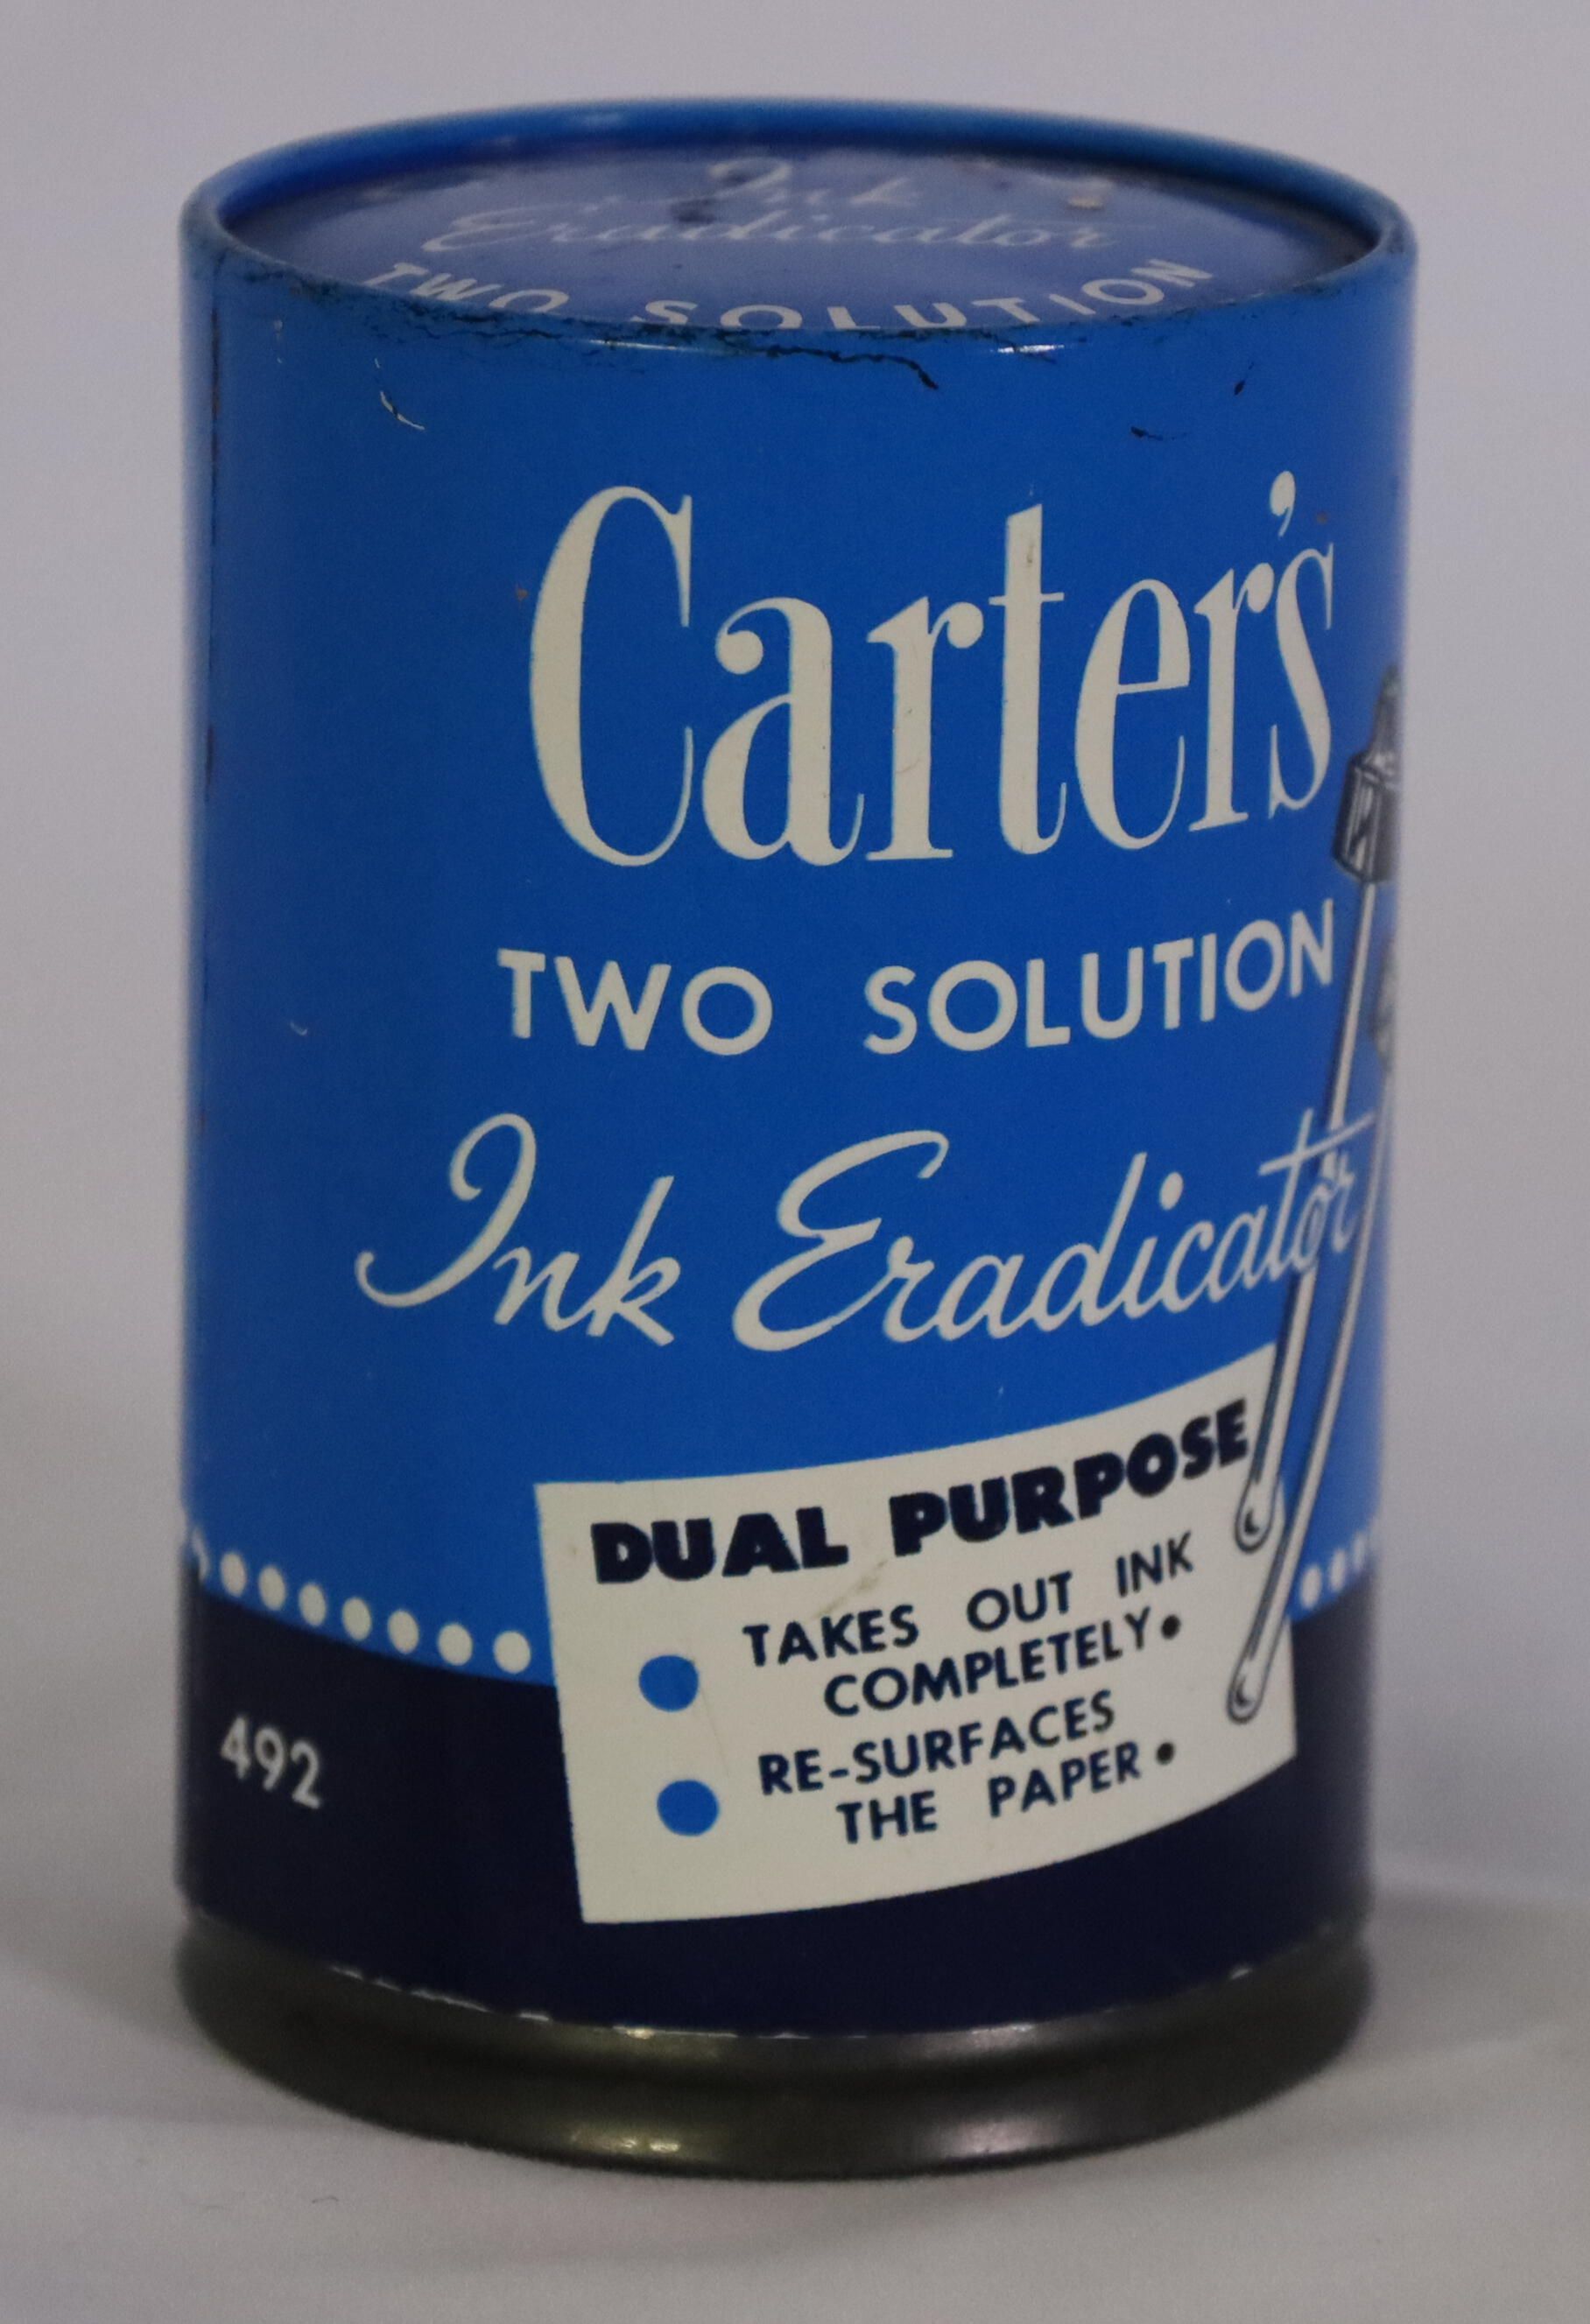 Ink
Eradicator
TWO SOLUTION
Carter's
TWO SOLUTION
Ink Eradicator
DUAL PURPOSE
● TAKES OUT INK
COMPLETELY•
● RE-SURFACES
THE PAPER•
492